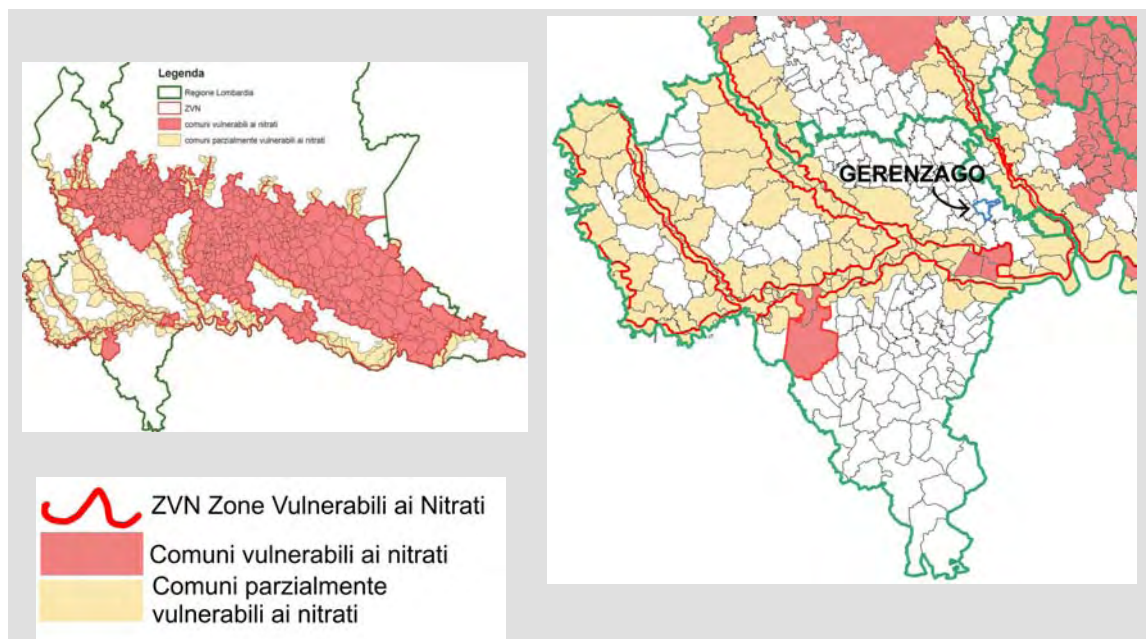 Legenda
Regione Lombardia
ZVN
comuni vulnerabili ai nitrati
comuni parzialmente vulnerabili ai nitrati
GERENZAGO
ZVN Zone Vulnerabili ai Nitrati
Comuni vulnerabili ai nitrati
Comuni parzialmente
vulnerabili ai nitrati